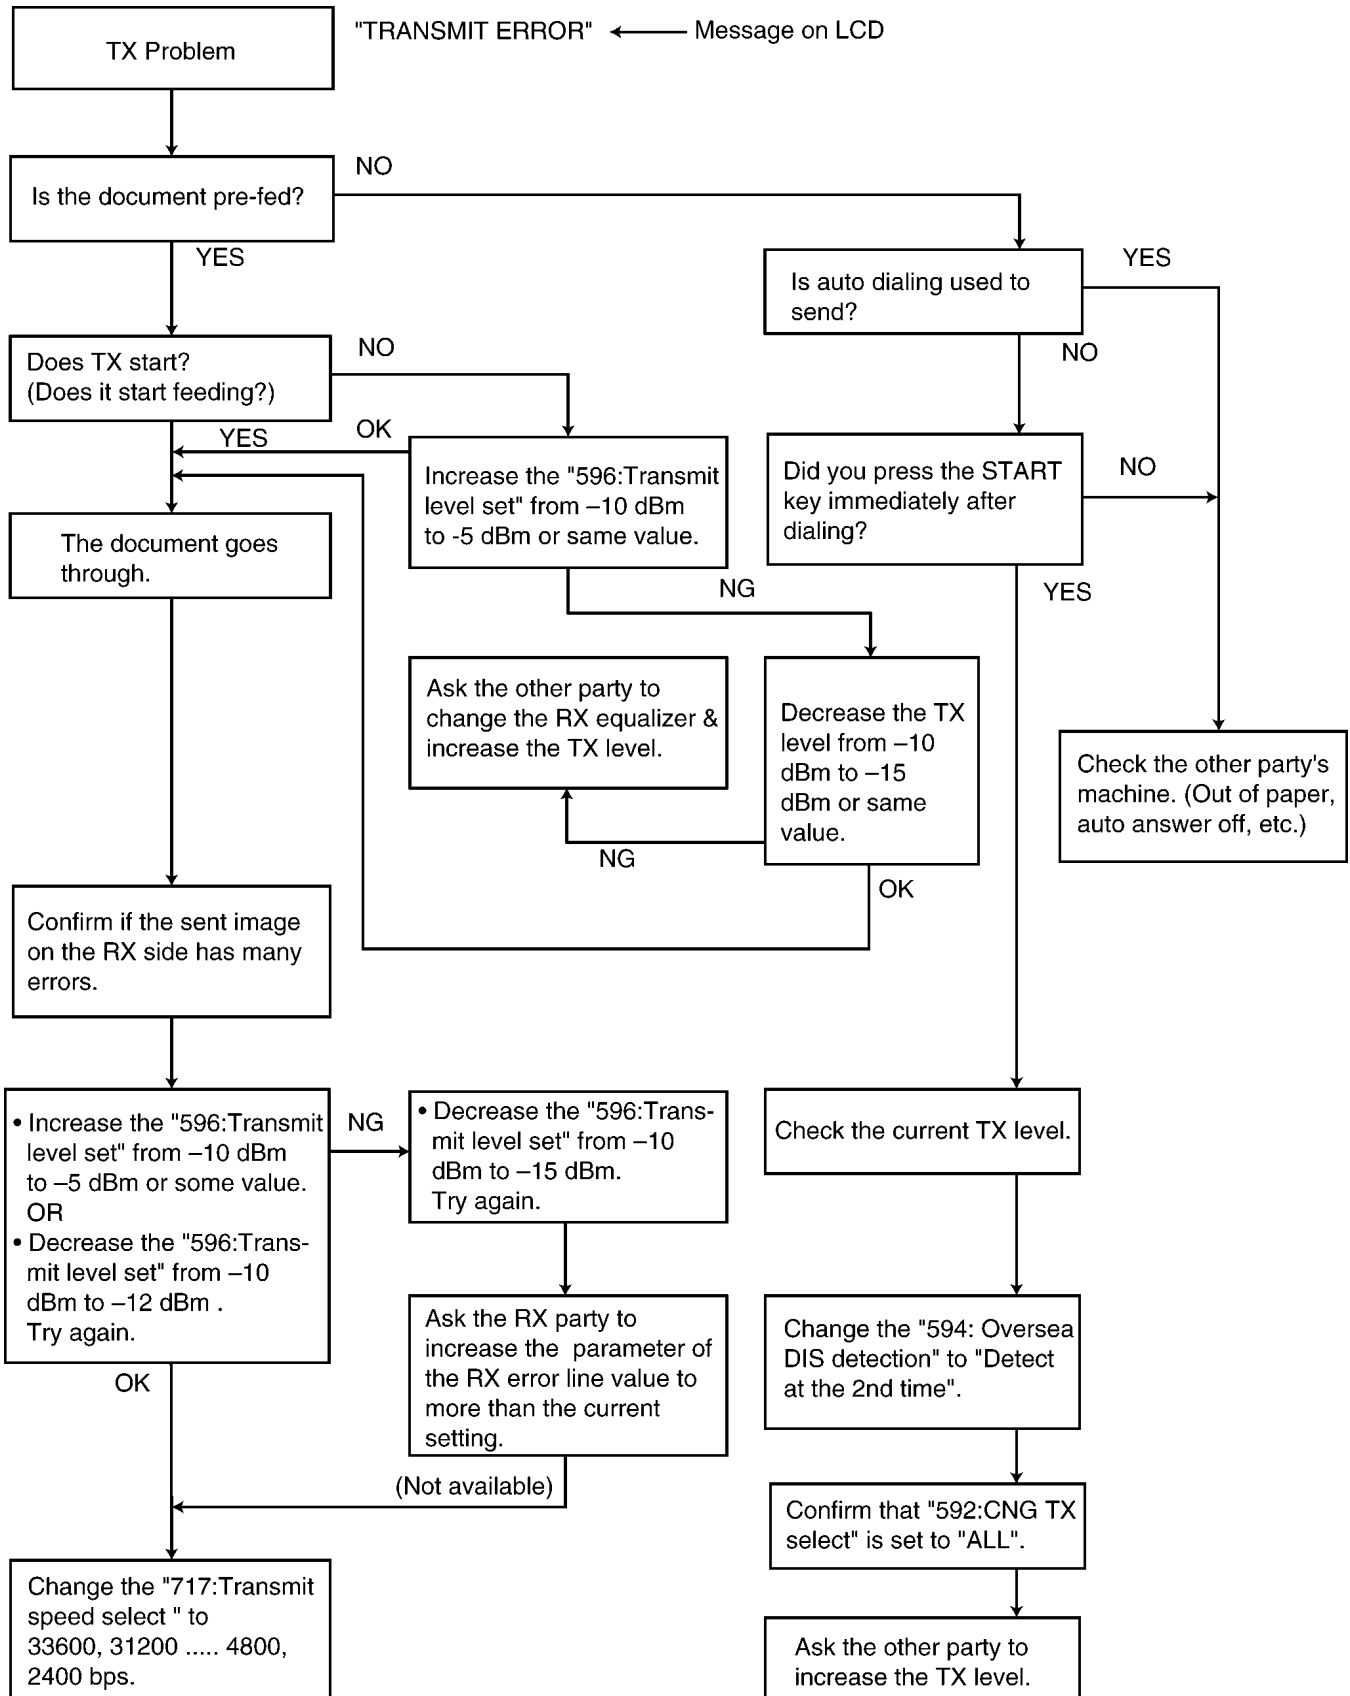 TX Problem
"TRANSMIT ERROR"
Message on LCD
Is the document pre-fed?
NO
YES
Is auto dialing used to
send?
YES
NO
Does TX start?
(Does it start feeding?)
NO
YES
OK
Increase the "596:Transmit
level set" from –10 dBm
to -5 dBm or same value.
NG
Did you press the START
key immediately after
dialing?
NO
YES
The document goes
through.
Ask the other party to
change the RX equalizer &
increase the TX level.
Decrease the TX
level from –10
dBm to –15
dBm or same
value.
NG
OK
Check the other party's
machine. (Out of paper,
auto answer off, etc.)
Confirm if the sent image
on the RX side has many
errors.
• Increase the "596:Transmit
level set" from –10 dBm
to –5 dBm or some value.
OR
• Decrease the "596:Trans-
mit level set" from –10
dBm to –12 dBm .
Try again.
NG
OK
• Decrease the "596:Trans-
mit level set" from –10
dBm to –15 dBm.
Try again.
Ask the RX party to
increase the parameter of
the RX error line value to
more than the current
setting.
(Not available)
Change the "717:Transmit
speed select " to
33600, 31200 ..... 4800,
2400 bps.
Check the current TX level.
Change the "594: Oversea
DIS detection" to "Detect
at the 2nd time".
Confirm that "592:CNG TX
select" is set to "ALL".
Ask the other party to
increase the TX level.